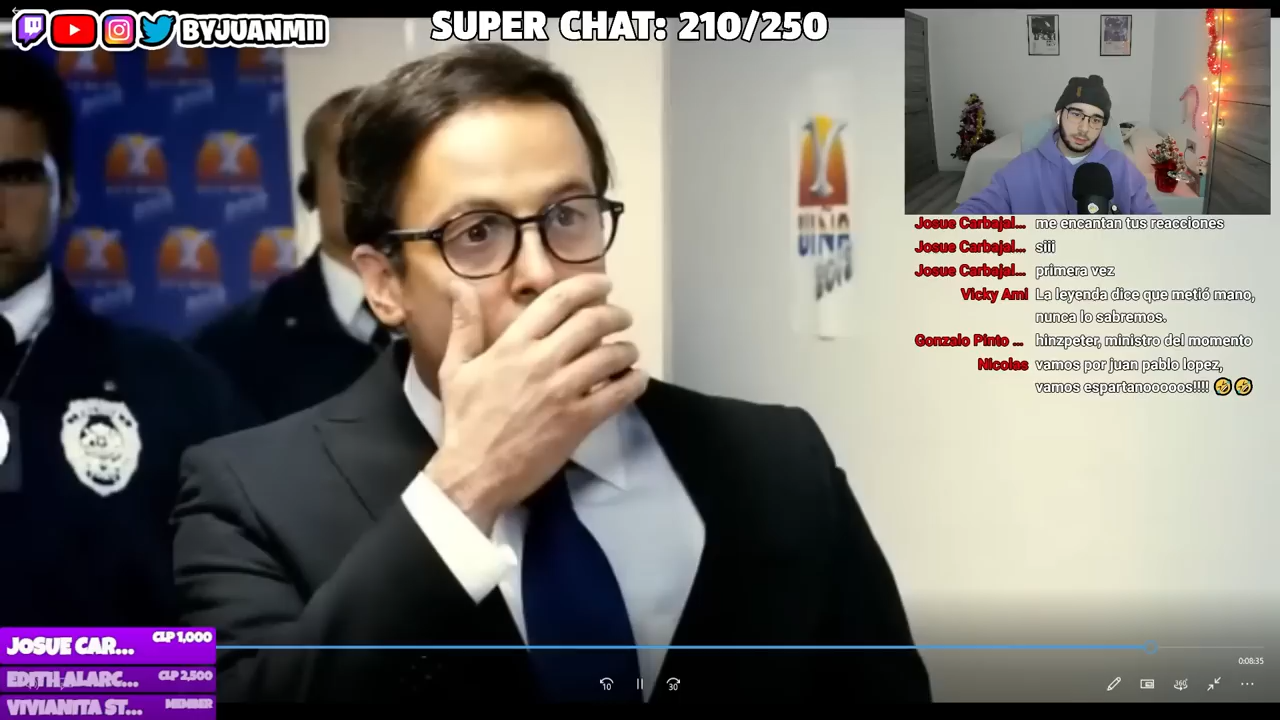 BYJUANMII
SUPER CHAT: 210/250
Josue Carbajal... me encantan tus reacciones
Josue Carbajal... siii
Josue Carbajal... primera vez
Vicky Ami La leyenda dice que metió mano,
nunca lo sabremos.
Gonzalo Pinto ... hinzpeter, ministro del momento
Nicolas vamos por juan pablo lopez,
vamos espartanooooos!!!! 🤣🤣
JOSUE CAR... CLP 1,000
EDITH ALARC... CLP 2,500
VIVIANITA ST... MEMBER
0:08:35
10
30
360